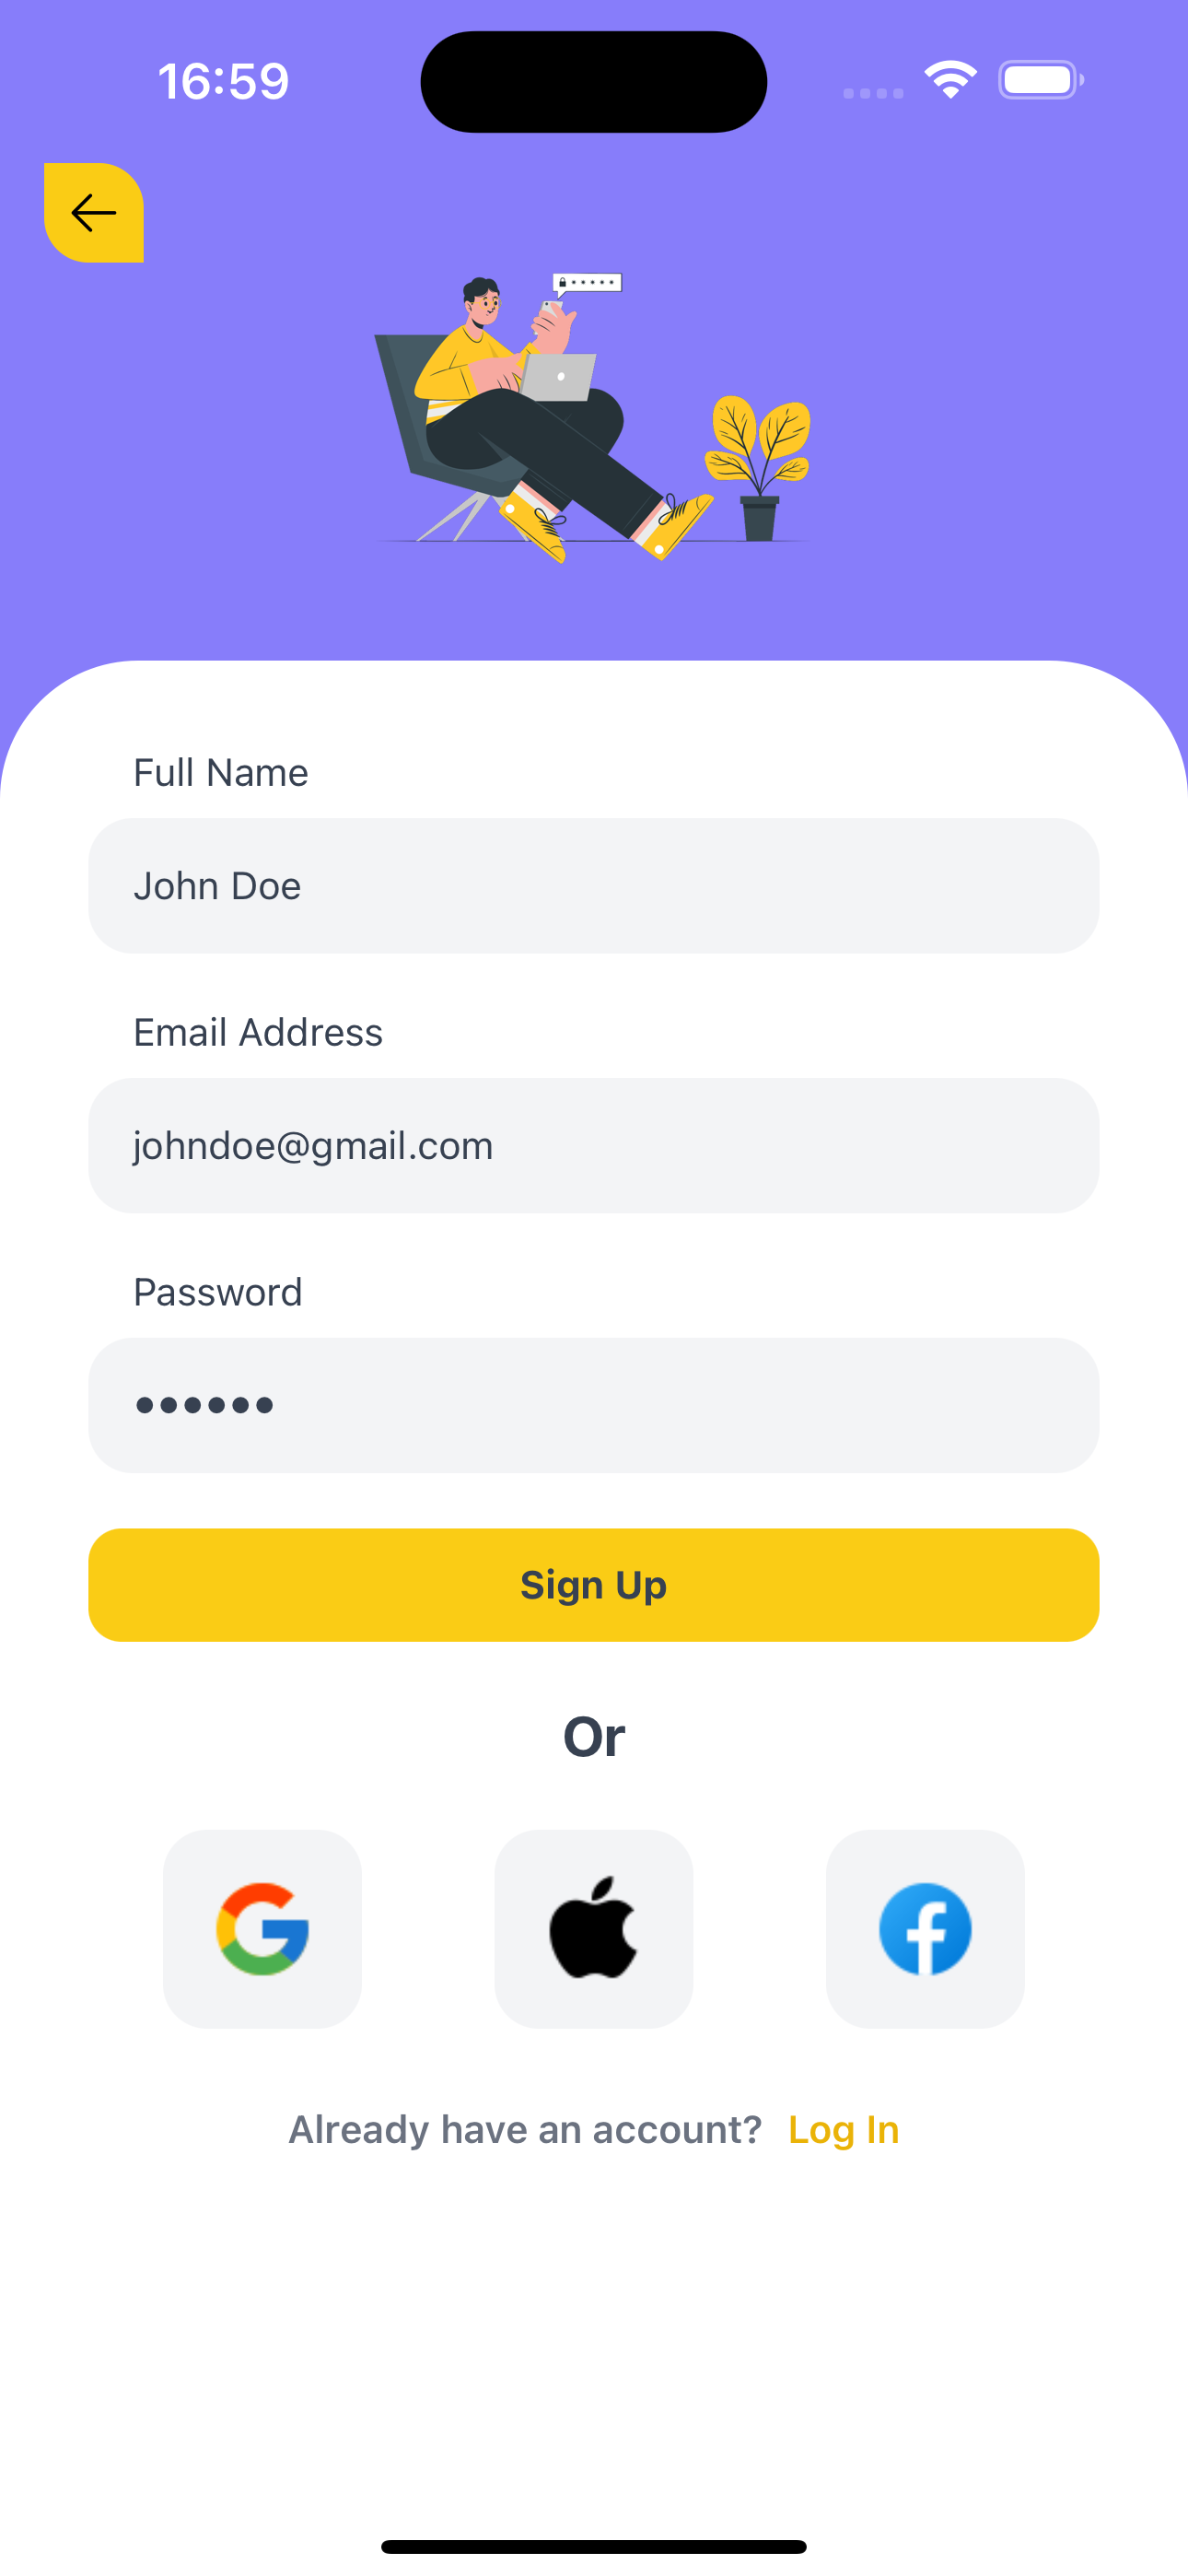 16:59
Full Name
John Doe
Email Address
johndoe@gmail.com
Password
••••••
Sign Up
Or
Already have an account? Log In